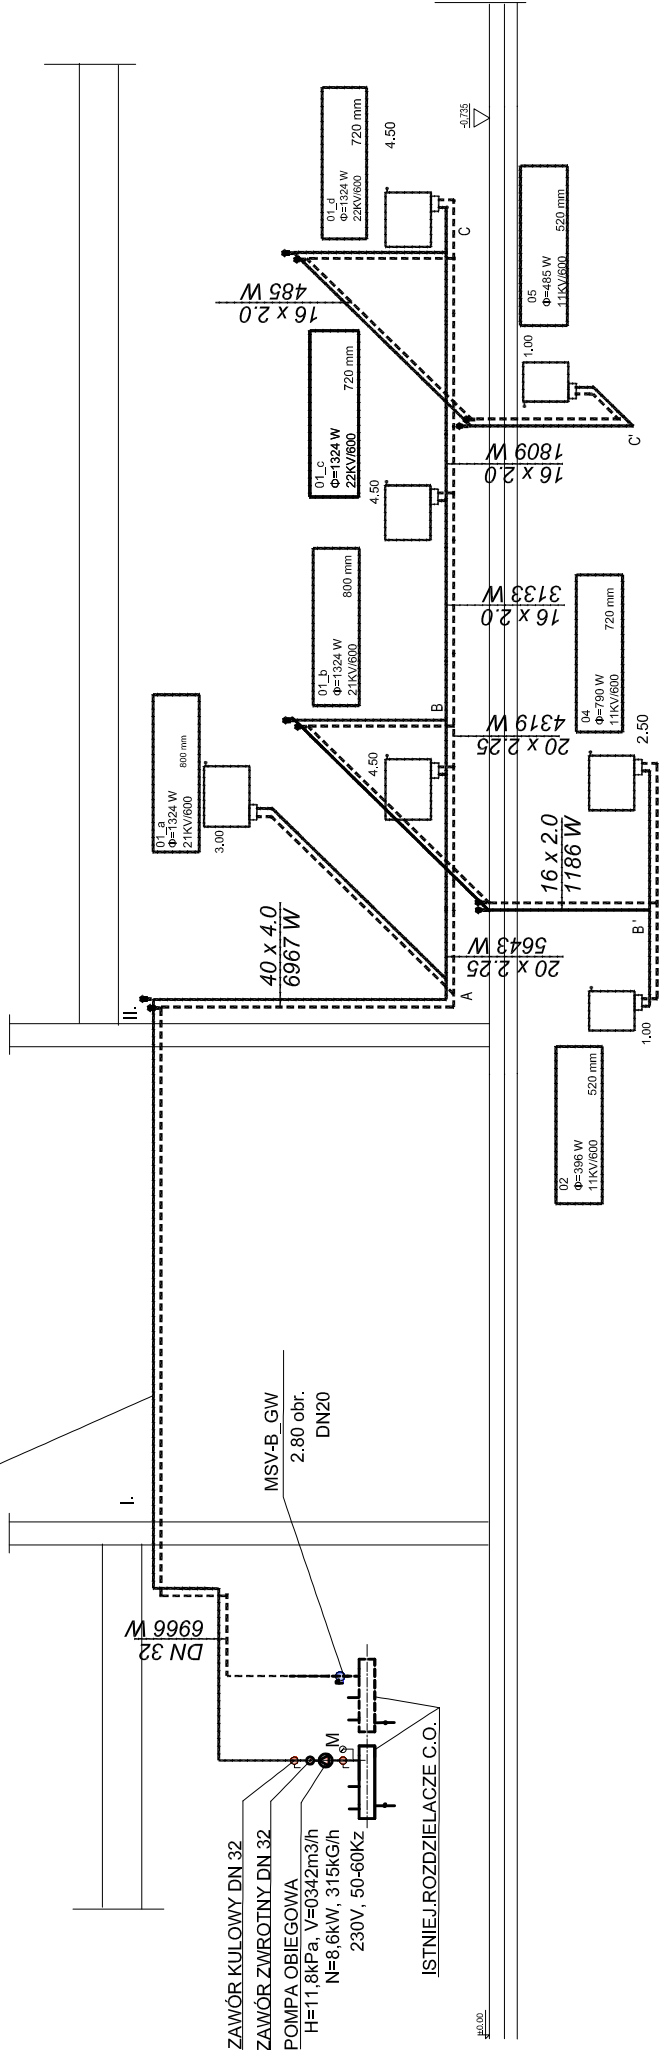 ZAWÓR KULOWY DN 32
ZAWÓR ZWROTNY DN 32
POMPA OBIEGOWA
H=11,8kPa, V=0342m3/h
N=8,6kW, 315kG/h
230V, 50-60Kz
ISTNIEJ.ROZDZIELACZE C.O.
M
±0.00
DN 32
6966 W
MSV-B_GW
2.80 obr.
DN20
I.
II.
02
Φ=396 W
11KV/600
520 mm
1.00
40 x 4.0
6967 W
A
20 x 2.25
5643 W
B'
16 x 2.0
1186 W
01_a
Φ=1324 W
21KV/600
800 mm
3.00
4.50
2.50
B
20 x 2.25
4319 W
04
Φ=790 W
11KV/600
720 mm
01_b
Φ=1324 W
21KV/600
800 mm
16 x 2.0
3133 W
4.50
01_c
Φ=1324 W
22KV/600
720 mm
16 x 2.0
1809 W
C'
1.00
16 x 2.0
485 W
05
Φ=485 W
11KV/600
520 mm
C
01_d
Φ=1324 W
22KV/600
720 mm
4.50
-0.735